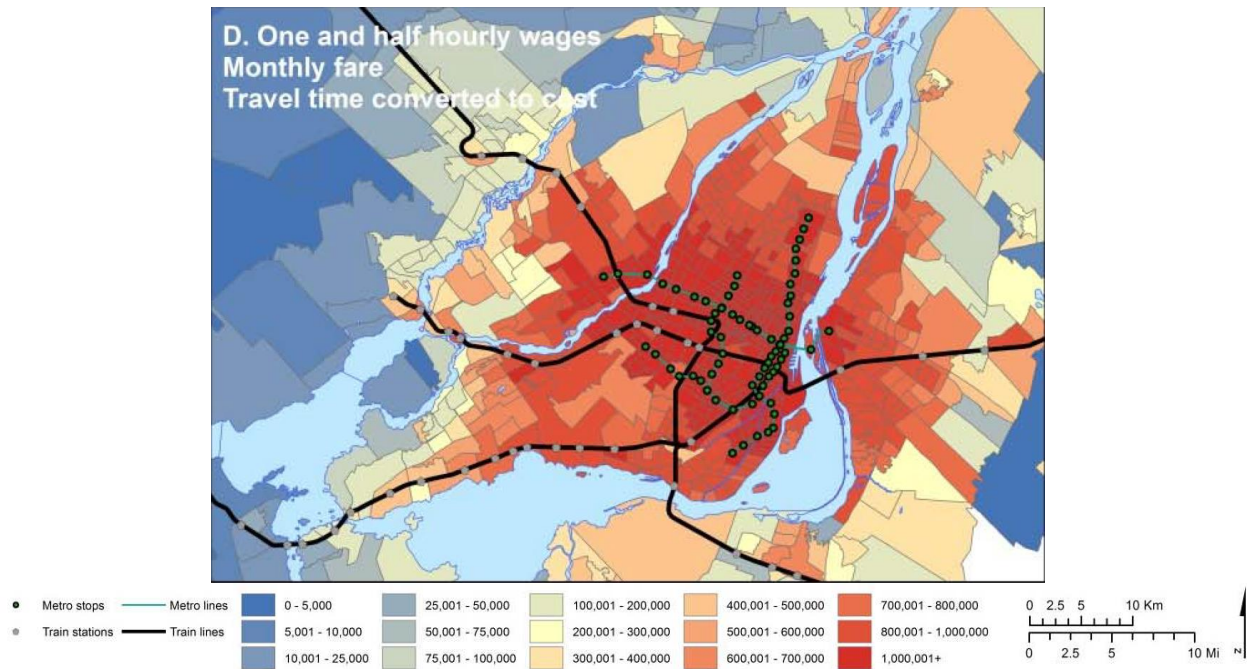 D. One and half hourly wages
Monthly fare
Travel time converted to cost
Metro stops
Metro lines
Train stations
Train lines
0 - 5,000
5,001 - 10,000
10,001 - 25,000
25,001 - 50,000
50,001 - 75,000
75,001 - 100,000
100,001 - 200,000
200,001 - 300,000
300,001 - 400,000
400,001 - 500,000
500,001 - 600,000
600,001 - 700,000
700,001 - 800,000
800,001 - 1,000,000
1,000,001+
0 2.5 5 10 Km
0 2.5 5 10 Mi
N